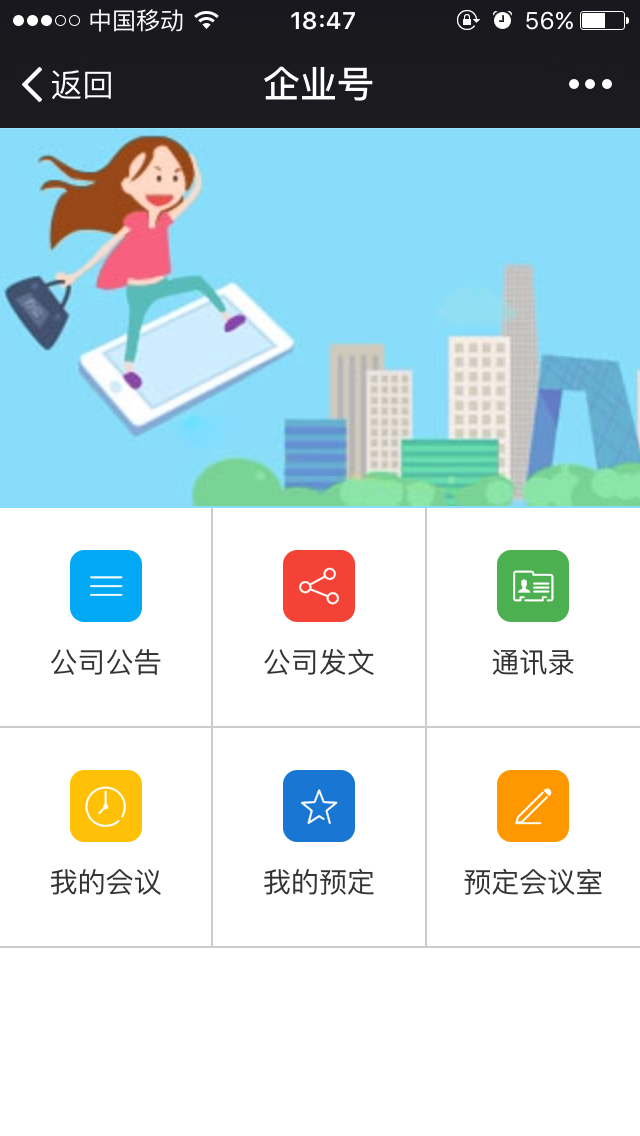 中国移动 18:47 56%
返回 企业号
公司公告 公司发文 通讯录
我的会议 我的预定 预定会议室